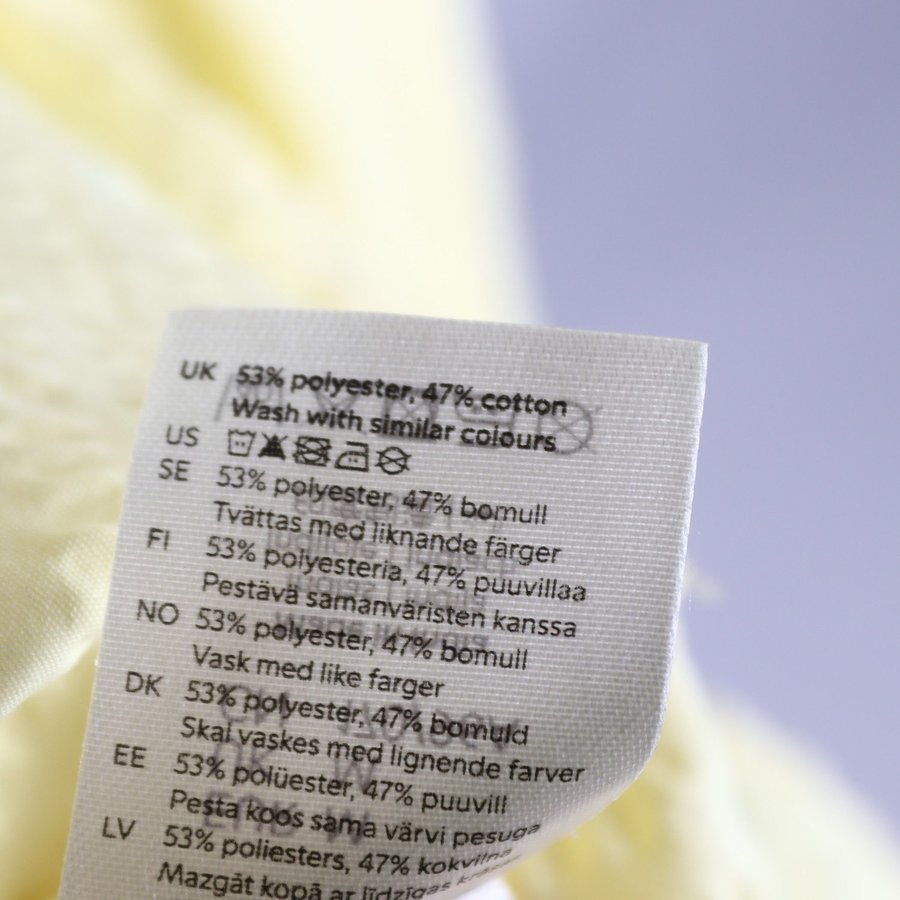 UK 53% polyester, 47% cotton
Wash with similar colours
US
SE 53% polyester, 47% bomull
Tvättas med liknande färger
FI 53% polyesteria, 47% puuvillaa
Pestävä samanväristen kanssa
NO 53% polyester, 47% bomull
Vask med like farger
DK 53% polyester, 47% bomuld
Skal vaskes med lignende farver
EE 53% polüester, 47% puuvill
Pesta koos sama värvi pesuga
LV 53% poliesters, 47% kokvilna
Mazgāt kopā ar līdzīgas